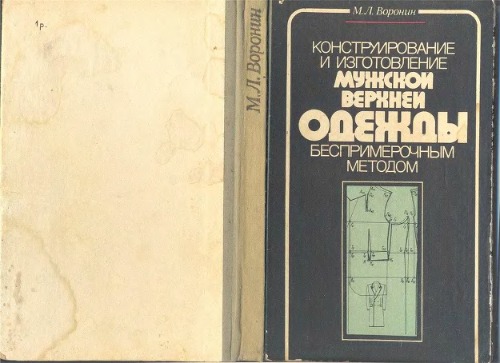 1р.
М.Л. Воронин
М.Л. Воронин
КОНСТРУИРОВАНИЕ
И ИЗГОТОВЛЕНИЕ
МУЖСКОЙ
ВЕРХНЕЙ
ОДЕЖДЫ
БЕСПРИМЕРОЧНЫМ
МЕТОДОМ